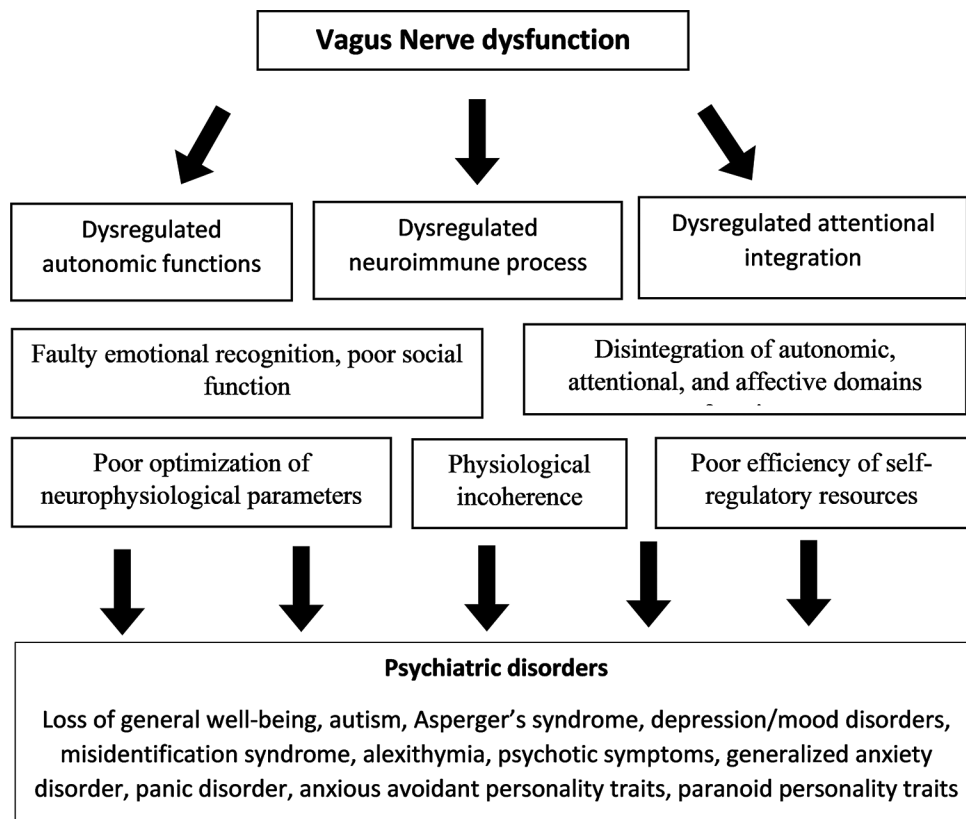 Vagus Nerve dysfunction
Dysregulated
autonomic functions
Dysregulated
neuroimmune process
Dysregulated attentional
integration
Faulty emotional recognition, poor social
function
Disintegration of autonomic,
attentional, and affective domains
Poor optimization of
neurophysiological parameters
Physiological
incoherence
Poor efficiency of self-
regulatory resources
Psychiatric disorders
Loss of general well-being, autism, Asperger’s syndrome, depression/mood disorders,
misidentification syndrome, alexithymia, psychotic symptoms, generalized anxiety
disorder, panic disorder, anxious avoidant personality traits, paranoid personality traits